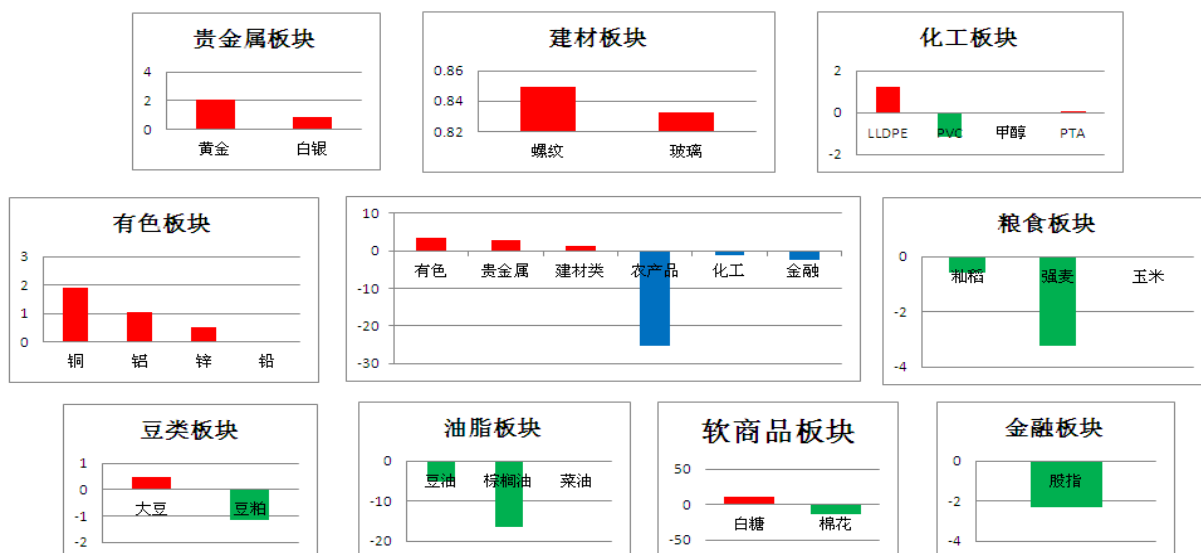 贵金属板块
4
2
0
黄金 白银
建材板块
0.86
0.84
0.82
螺纹 玻璃
化工板块
2
0
-2
LLDPE PVC 甲醇 PTA
有色板块
3
2
1
0
铜 铝 锌 铅
10
0
-10
-20
-30
有色 贵金属 建材类 农产品 化工 金融
粮食板块
0
-2
-4
籼稻 强麦 玉米
豆类板块
1
0
-1
-2
大豆 豆粕
油脂板块
0
-10
-20
豆油 棕榈油 菜油
软商品板块
50
0
-50
白糖 棉花
金融板块
0
-2
-4
股指